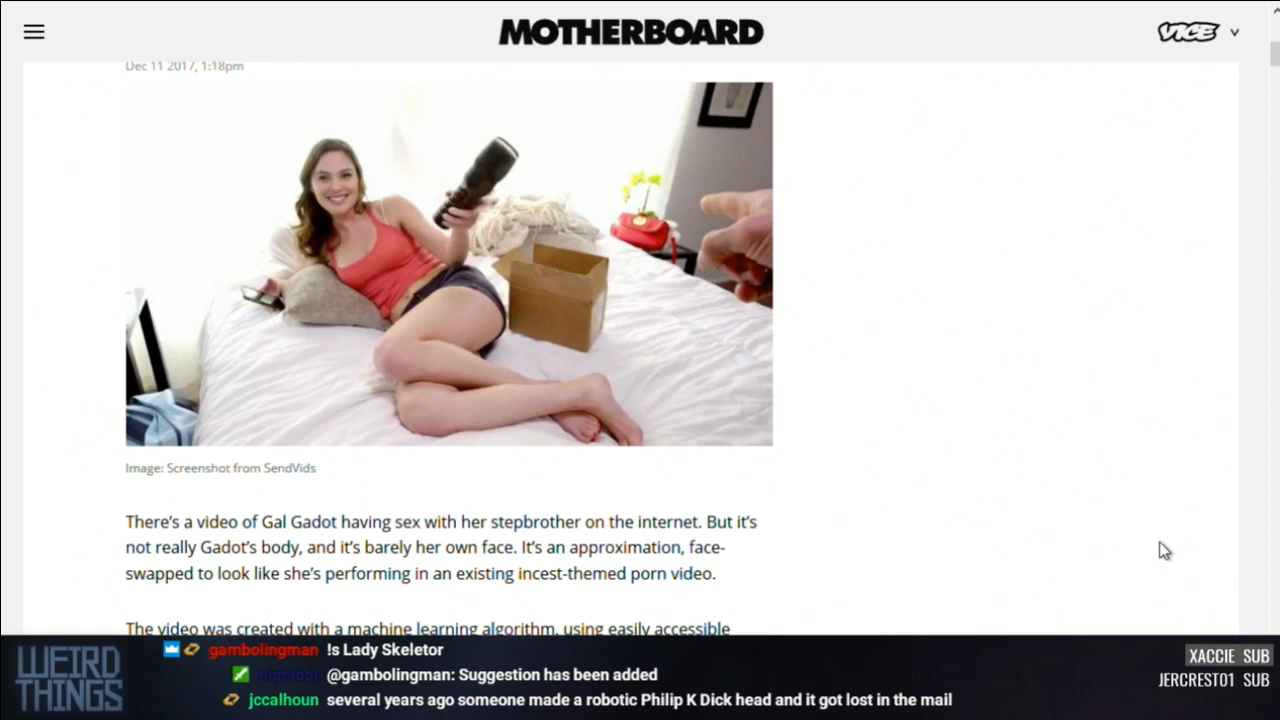 MOTHERBOARD
VICE
Dec 11 2017, 1:18pm
Image: Screenshot from SendVids
There's a video of Gal Gadot having sex with her stepbrother on the internet. But it's
not really Gadot's body, and it's barely her own face. It's an approximation, face-
swapped to look like she's performing in an existing incest-themed porn video.
The video was created with a machine learning algorithm, using easily accessible
WEIRD
THINGS
gambolingman !s Lady Skeletor
nightbot @gambolingman: Suggestion has been added
jccalhoun several years ago someone made a robotic Philip K Dick head and it got lost in the mail
XACCIE SUB
JERCREST01 SUB